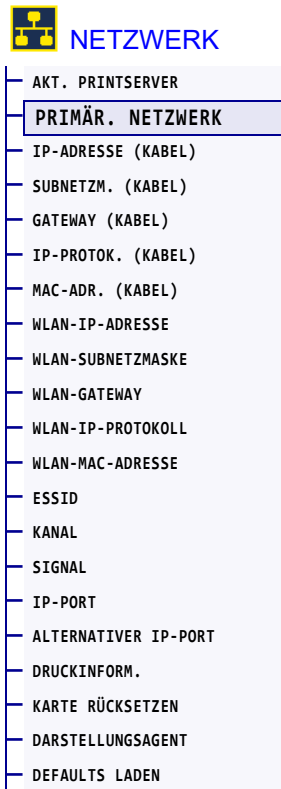 NETZWERK
AKT. PRINTSERVER
PRIMÄR. NETZWERK
IP-ADRESSE (KABEL)
SUBNETZM. (KABEL)
GATEWAY (KABEL)
IP-PROTOK. (KABEL)
MAC-ADR. (KABEL)
WLAN-IP-ADRESSE
WLAN-SUBNETZMASKE
WLAN-GATEWAY
WLAN-IP-PROTOKOLL
WLAN-MAC-ADRESSE
ESSID
KANAL
SIGNAL
IP-PORT
ALTERNATIVER IP-PORT
DRUCKINFORM.
KARTE RÜCKSETZEN
DARSTELLUNGSAGENT
DEFAULTS LADEN